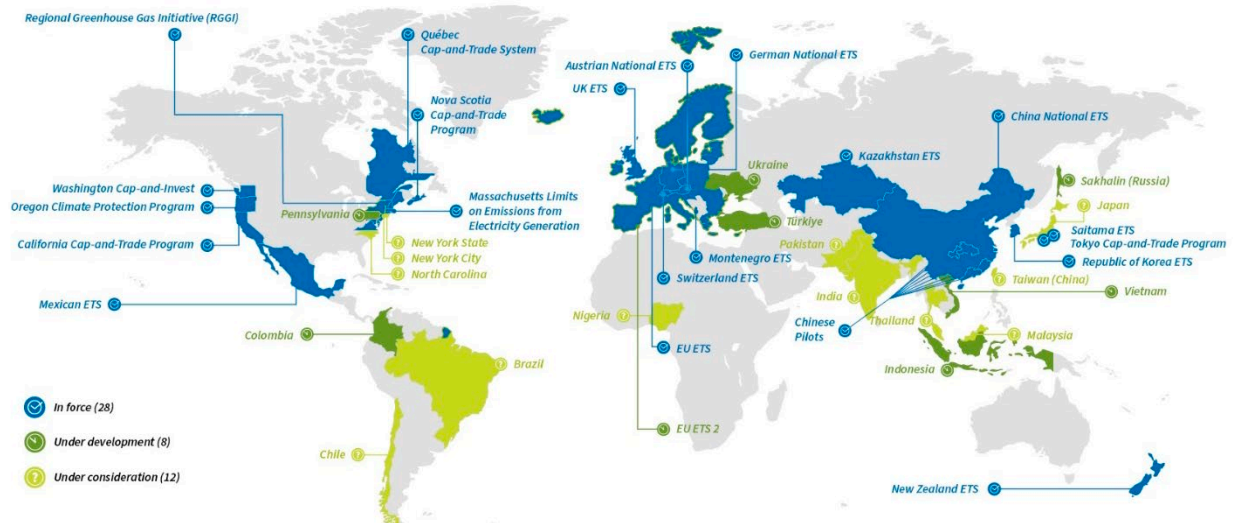 Regional Greenhouse Gas Initiative (RGGI)
Québec
Cap-and-Trade System
Nova Scotia
Cap-and-Trade
Program
Washington Cap-and-Invest
Oregon Climate Protection Program
California Cap-and-Trade Program
Mexican ETS
Pennsylvania
Massachusetts Limits
on Emissions from
Electricity Generation
New York State
New York City
North Carolina
Colombia
Brazil
Chile
Austrian National ETS
German National ETS
UK ETS
Ukraine
Türkiye
Montenegro ETS
Switzerland ETS
Nigeria
EU ETS
EU ETS 2
Kazakhstan ETS
China National ETS
Sakhalin (Russia)
Japan
Saitama ETS
Tokyo Cap-and-Trade Program
Republic of Korea ETS
Pakistan
India
Taiwan (China)
Vietnam
Thailand
Chinese
Pilots
Malaysia
Indonesia
New Zealand ETS
In force (28)
Under development (8)
Under consideration (12)